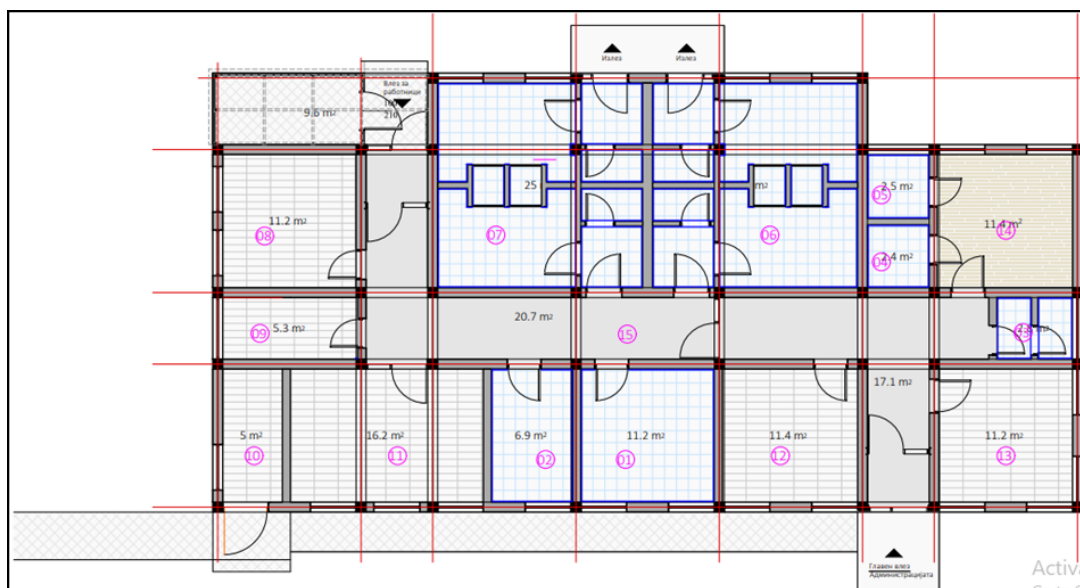 Излез
Излез
Влез за
работници
210
9.6 m²
25
m²
2.5 m²
05
11.2 m²
08
07
06
11.4 m²
14
2.4 m²
04
5.3 m²
09
20.7 m²
15
03
17.1 m²
5 m²
10
16.2 m²
11
6.9 m²
02
11.2 m²
01
11.4 m²
12
11.2 m²
13
Главен влез
Администрацијата